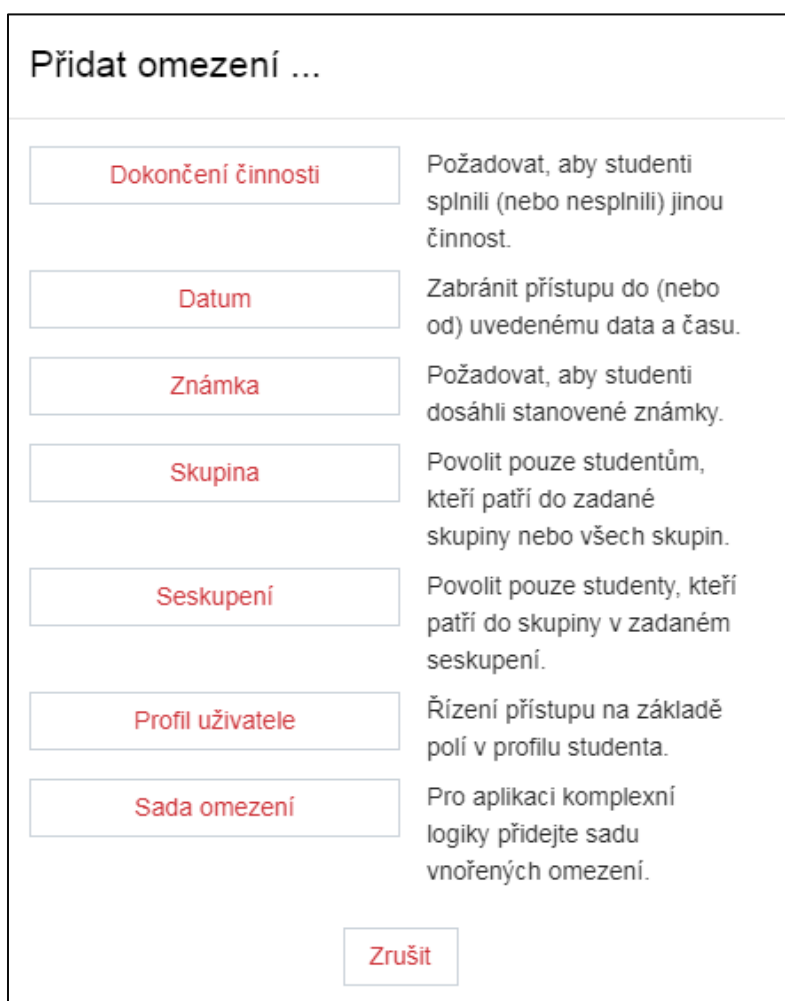 Přidat omezení ...
Dokončení činnosti
Požadovat, aby studenti
splnili (nebo nesplnili) jinou
činnost.
Datum
Zabránit přístupu do (nebo
od) uvedenému data a času.
Známka
Požadovat, aby studenti
dosáhli stanovené známky.
Skupina
Povolit pouze studentům,
kteří patří do zadané
skupiny nebo všech skupin.
Seskupení
Povolit pouze studenty, kteří
patří do skupiny v zadaném
seskupení.
Profil uživatele
Řízení přístupu na základě
polí v profilu studenta.
Sada omezení
Pro aplikaci komplexní
logiky přidejte sadu
vnořených omezení.
Zrušit